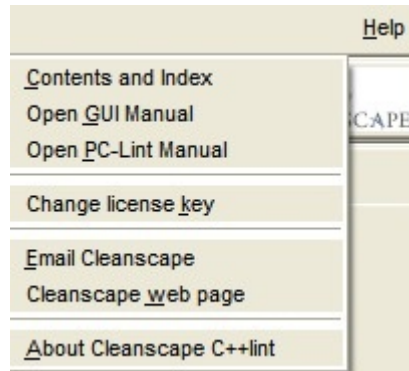 Help
Contents and Index
Open GUI Manual
CAPE
Open PC-Lint Manual
Change license key
Email Cleanscape
Cleanscape web page
About Cleanscape C++lint